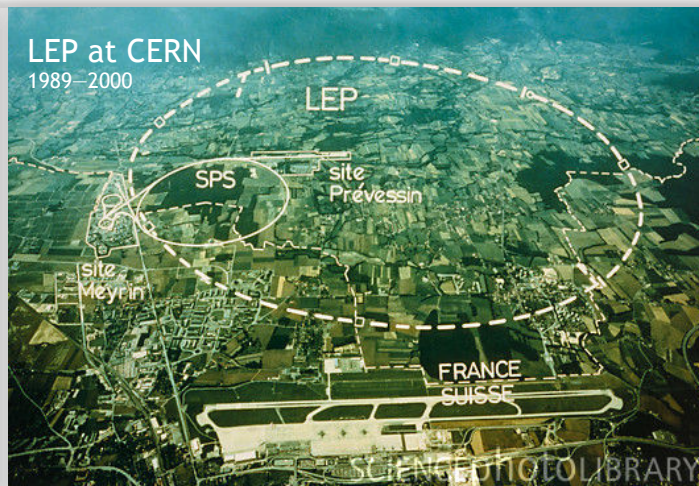 LEP at CERN
1989–2000
LEP
SPS
site
Prévessin
site
Meyrin
FRANCE
SUISSE
SCIENCEphotoLIBRARY